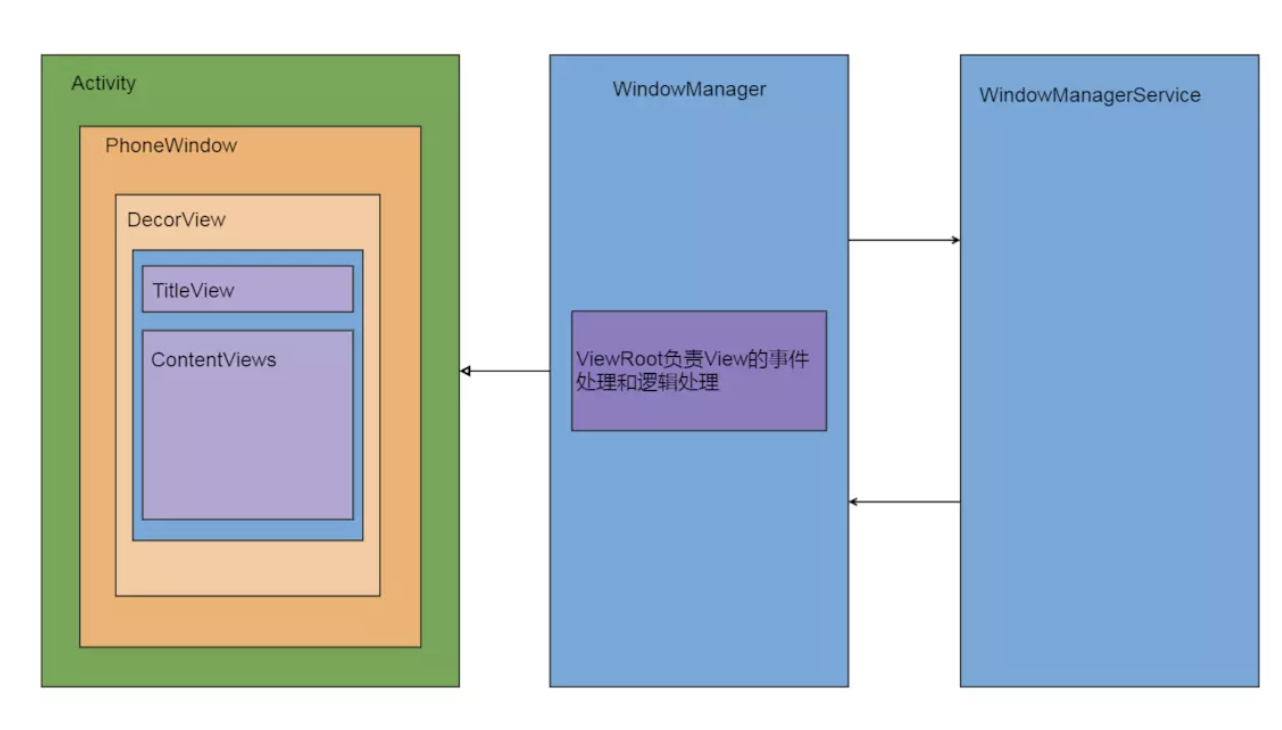 Activity
PhoneWindow
DecorView
TitleView
ContentViews
WindowManager
ViewRoot负责View的事件
处理和逻辑处理
WindowManagerService